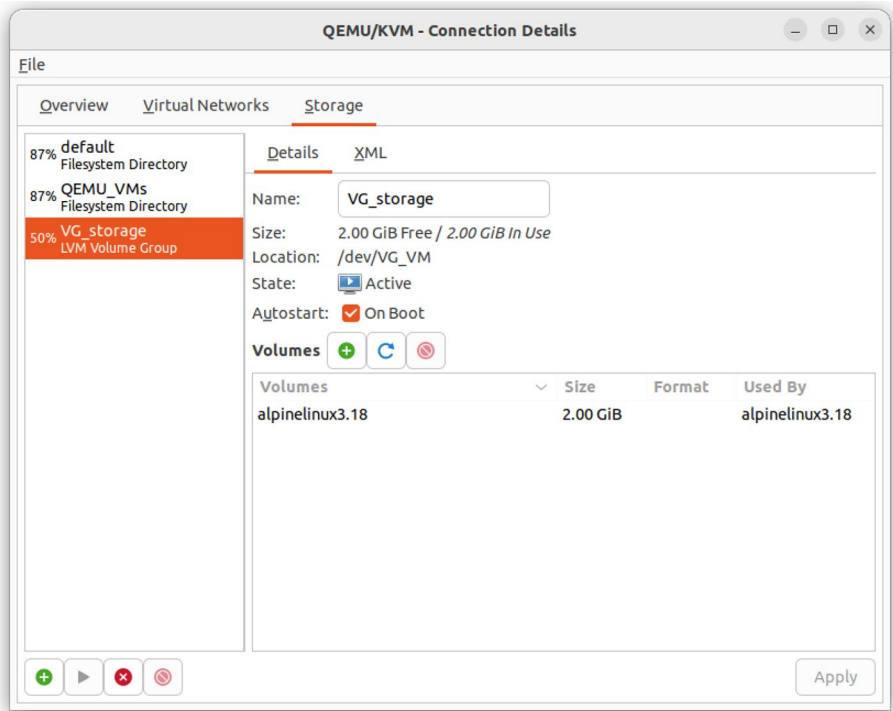 QEMU/KVM - Connection Details
File
Overview Virtual Networks Storage
87% default
Filesystem Directory
87% QEMU_VMs
Filesystem Directory
50% VG_storage
LVM Volume Group
Details XML
Name: VG_storage
Size: 2.00 GiB Free / 2.00 GiB In Use
Location: /dev/VG_VM
State: Active
Autostart: On Boot
Volumes
Volumes Size Format Used By
alpinelinux3.18 2.00 GiB alpinelinux3.18
Apply